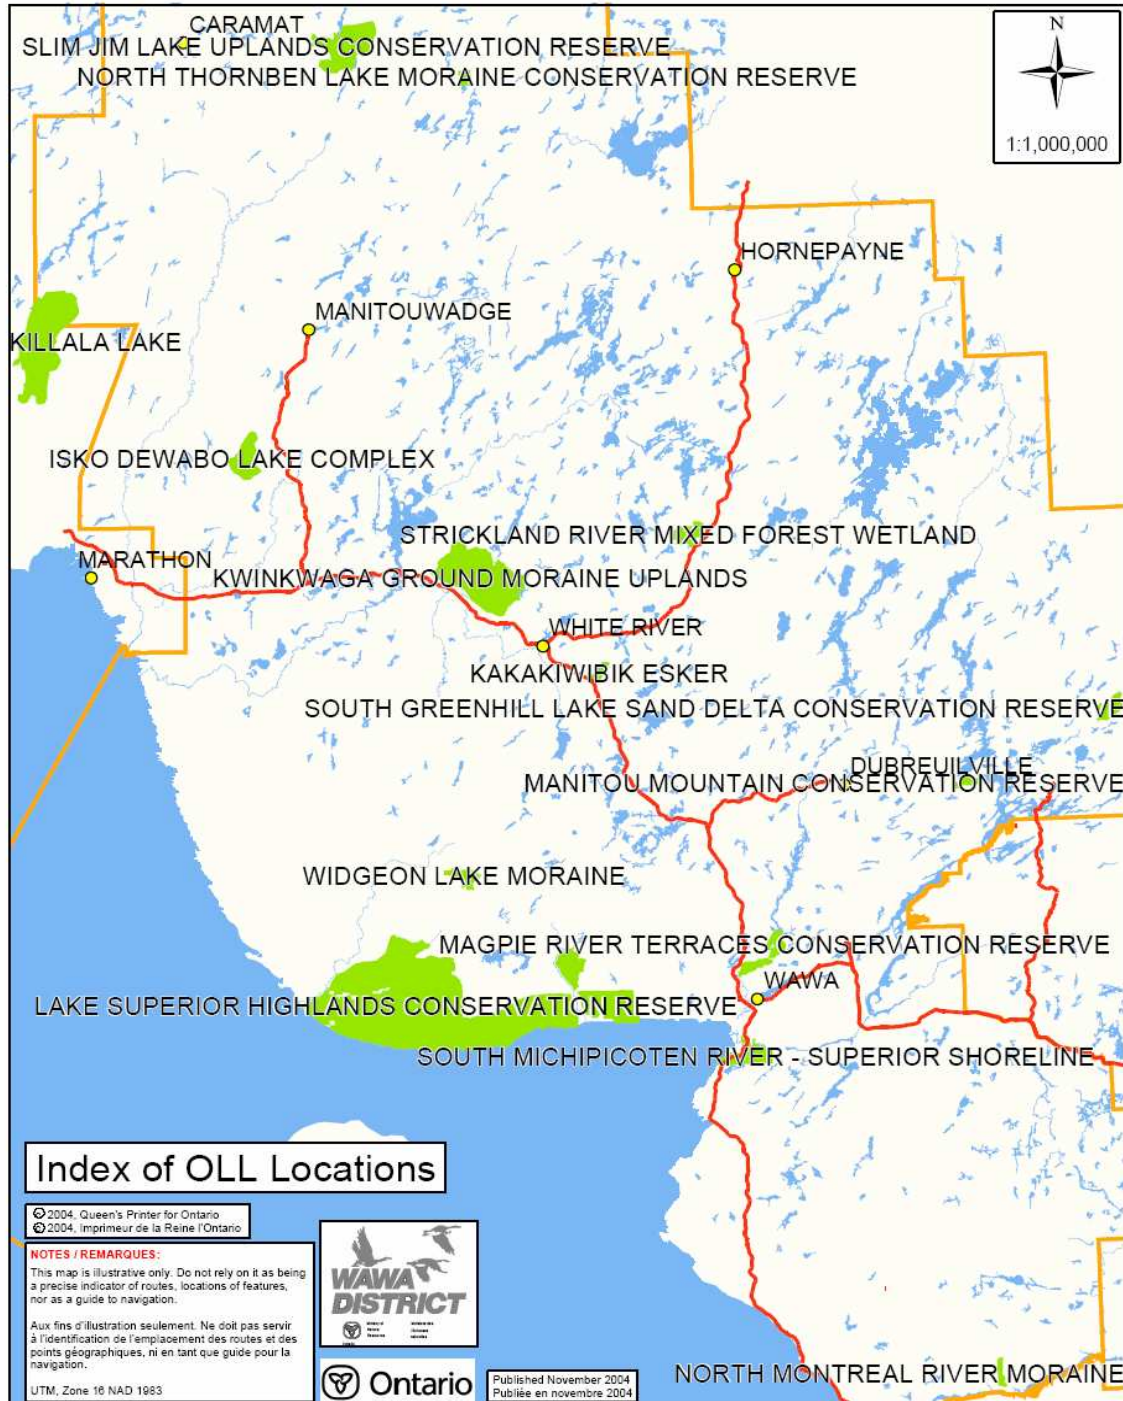 CARAMAT
SLIM JIM LAKE UPLANDS CONSERVATION RESERVE
NORTH THORNBEN LAKE MORAINE CONSERVATION RESERVE
N
1:1,000,000
HORNEPAYNE
MANITOUWADGE
KILLALA LAKE
ISKO DEWABO LAKE COMPLEX
STRICKLAND RIVER MIXED FOREST WETLAND
MARATHON
KWINKWAGA GROUND MORAINE UPLANDS
WHITE RIVER
KAKAKIWIBIK ESKER
SOUTH GREENHILL LAKE SAND DELTA CONSERVATION RESERVE
DUBREUILVILLE
MANITOU MOUNTAIN CONSERVATION RESERVE
WIDGEON LAKE MORAINE
MAGPIE RIVER TERRACES CONSERVATION RESERVE
WAWA
LAKE SUPERIOR HIGHLANDS CONSERVATION RESERVE
SOUTH MICHIPICOTEN RIVER - SUPERIOR SHORELINE
Index of OLL Locations
© 2004, Queen's Printer for Ontario
© 2004, Imprimeur de la Reine l'Ontario
NOTES / REMARQUES:
This map is illustrative only. Do not rely on it as being
a precise indicator of routes, locations of features,
nor as a guide to navigation.
Aux fins d'illustration seulement. Ne doit pas servir
à l'identification de l'emplacement des routes et des
points géographiques, ni en tant que guide pour la
navigation.
UTM, Zone 16 NAD 1983
WAWA
DISTRICT
Ontario
Published November 2004
Publiée en novembre 2004
NORTH MONTREAL RIVER MORAINE